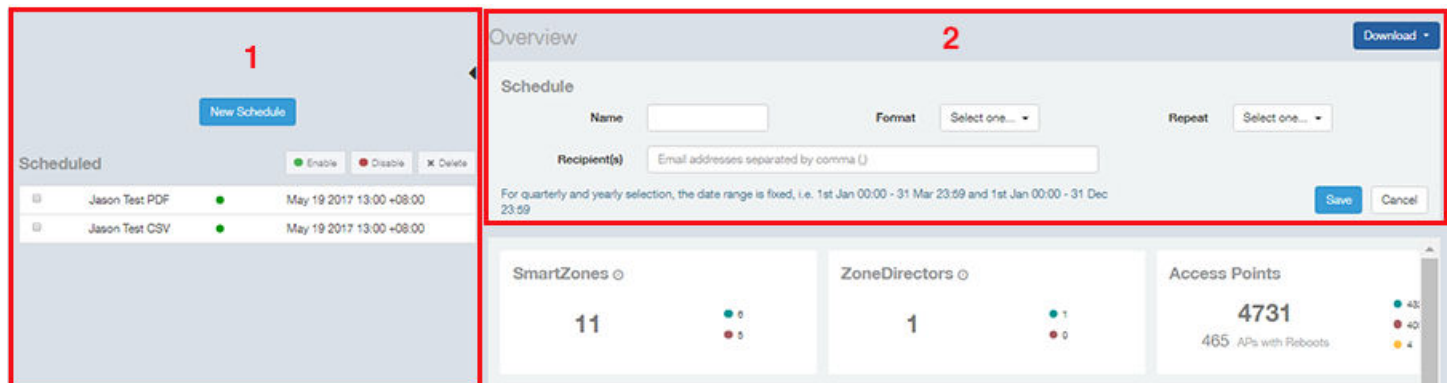 1
New Schedule
Scheduled
Enable Disable Delete
Jason Test PDF May 19 2017 13:00 +08:00
Jason Test CSV May 19 2017 13:00 +08:00
Overview 2 Download
Schedule
Name Format Select one... Repeat Select one...
Recipient(s) Email addresses separated by comma (,)
For quarterly and yearly selection, the date range is fixed, i.e. 1st Jan 00:00 - 31 Mar 23:59 and 1st Jan 00:00 - 31 Dec
23:59
Save Cancel
SmartZones
11
6
5
ZoneDirectors
1
1
0
Access Points
4731
465 APs with Reboots
4